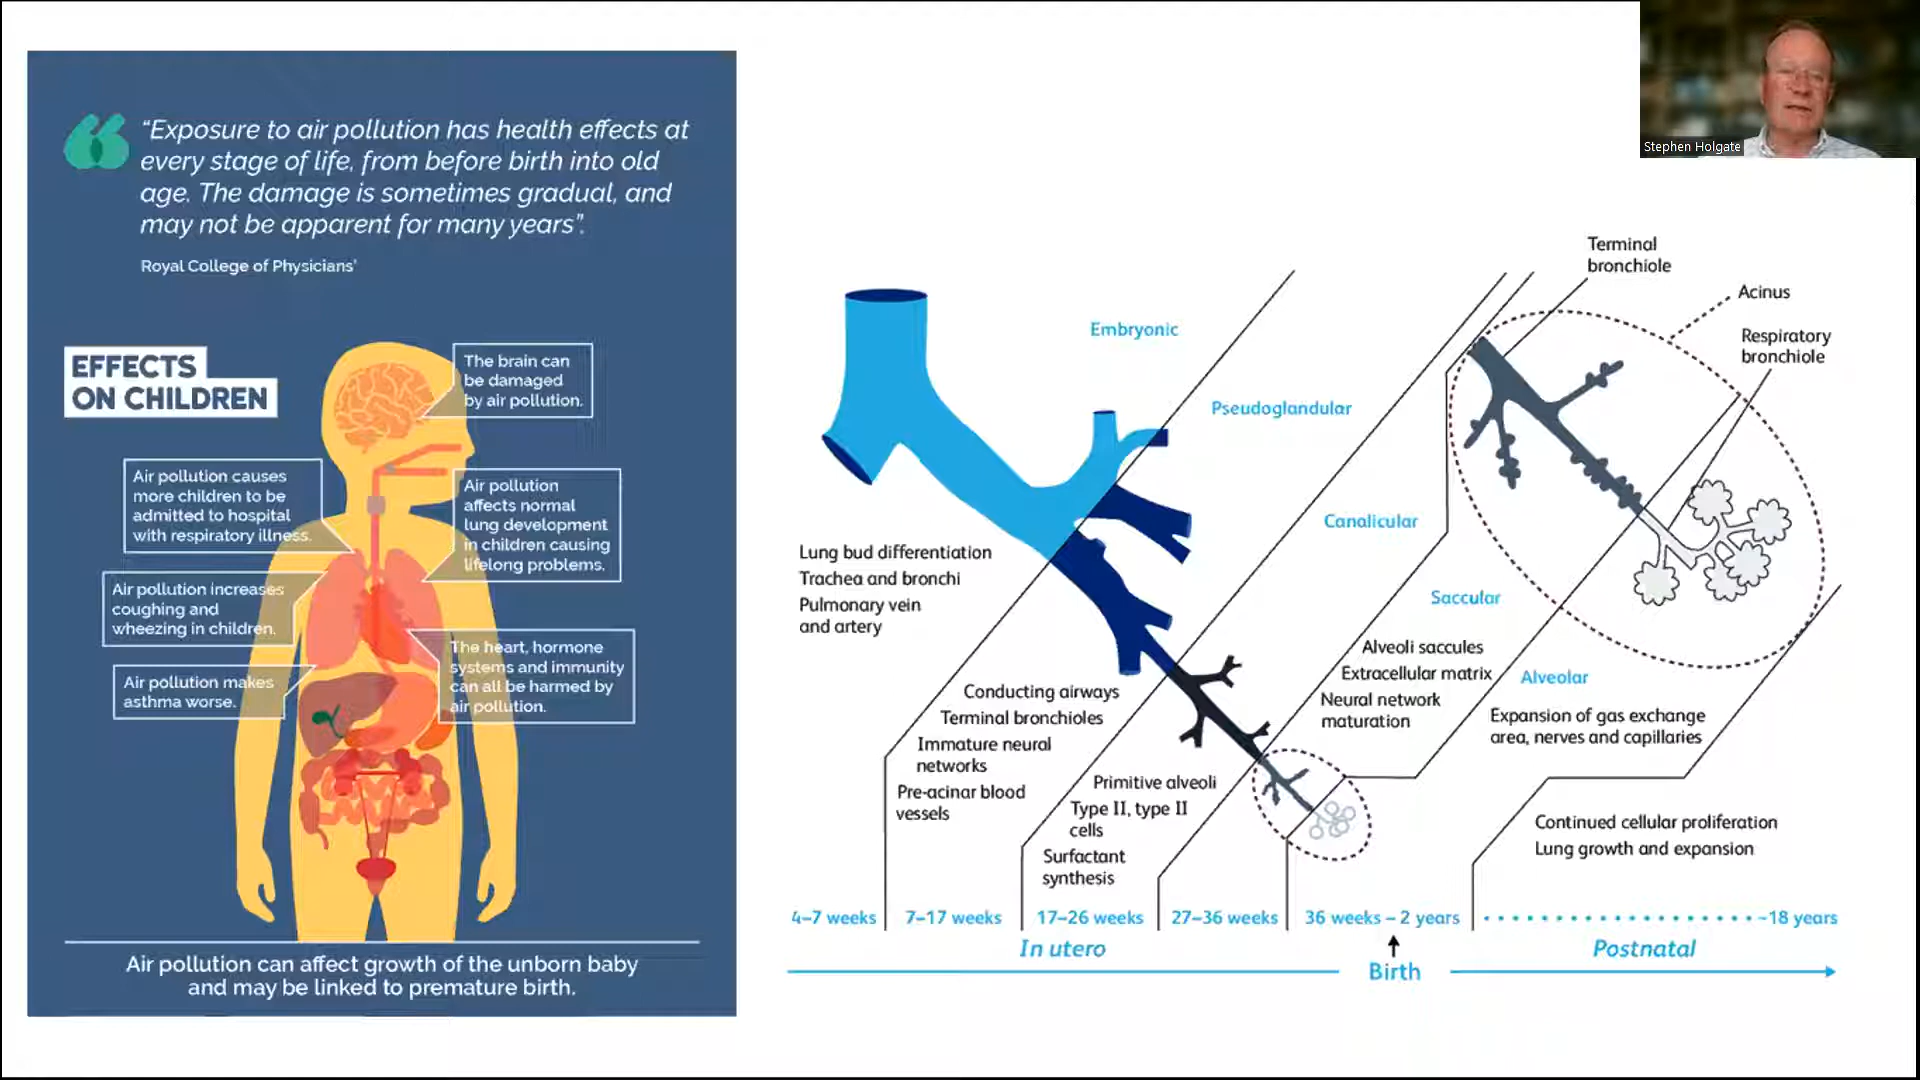 “Exposure to air pollution has health effects at
every stage of life, from before birth into old
age. The damage is sometimes gradual, and
may not be apparent for many years”.
Royal College of Physicians'
EFFECTS
ON CHILDREN
The brain can
be damaged
by air pollution.
Air pollution causes
more children to be
admitted to hospital
with respiratory illness.
Air pollution
affects normal
lung development
in children causing
lifelong problems.
Air pollution increases
coughing and
wheezing in children.
The heart, hormone
systems and immunity
can all be harmed by
air pollution.
Air pollution makes
asthma worse.
Air pollution can affect growth of the unborn baby
and may be linked to premature birth.
Stephen Holgate
Terminal
bronchiole
Acinus
Respiratory
bronchiole
Embryonic
Pseudoglandular
Canalicular
Saccular
Alveolar
Lung bud differentiation
Trachea and bronchi
Pulmonary vein
and artery
Conducting airways
Terminal bronchioles
Immature neural
networks
Pre-acinar blood
vessels
Primitive alveoli
Type II, type II
cells
Surfactant
synthesis
Alveoli saccules
Extracellular matrix
Neural network
maturation
Expansion of gas exchange
area, nerves and capillaries
Continued cellular proliferation
Lung growth and expansion
4–7 weeks
7–17 weeks
17–26 weeks
27–36 weeks
36 weeks – 2 years
~18 years
In utero
Birth
Postnatal